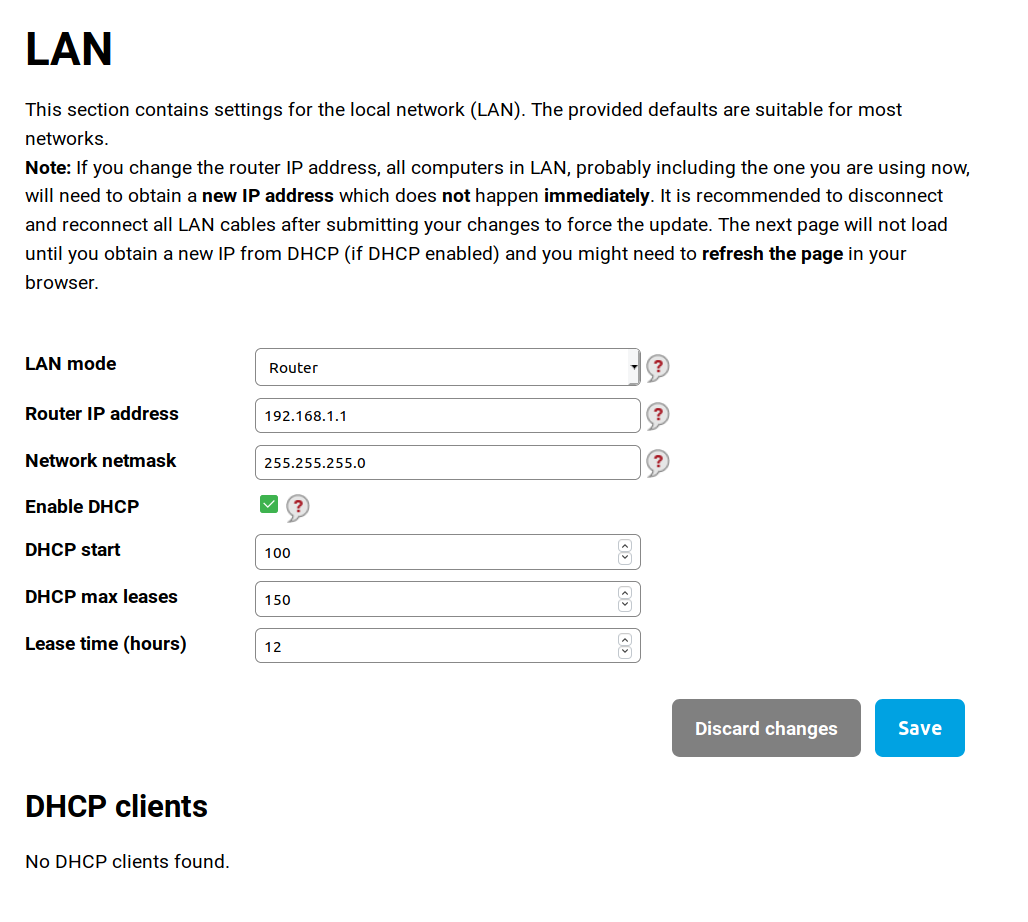 LAN
This section contains settings for the local network (LAN). The provided defaults are suitable for most
networks.
Note: If you change the router IP address, all computers in LAN, probably including the one you are using now,
will need to obtain a new IP address which does not happen immediately. It is recommended to disconnect
and reconnect all LAN cables after submitting your changes to force the update. The next page will not load
until you obtain a new IP from DHCP (if DHCP enabled) and you might need to refresh the page in your
browser.
LAN mode Router ?
Router IP address 192.168.1.1 ?
Network netmask 255.255.255.0 ?
Enable DHCP ?
DHCP start 100
DHCP max leases 150
Lease time (hours) 12
Discard changes Save
DHCP clients
No DHCP clients found.